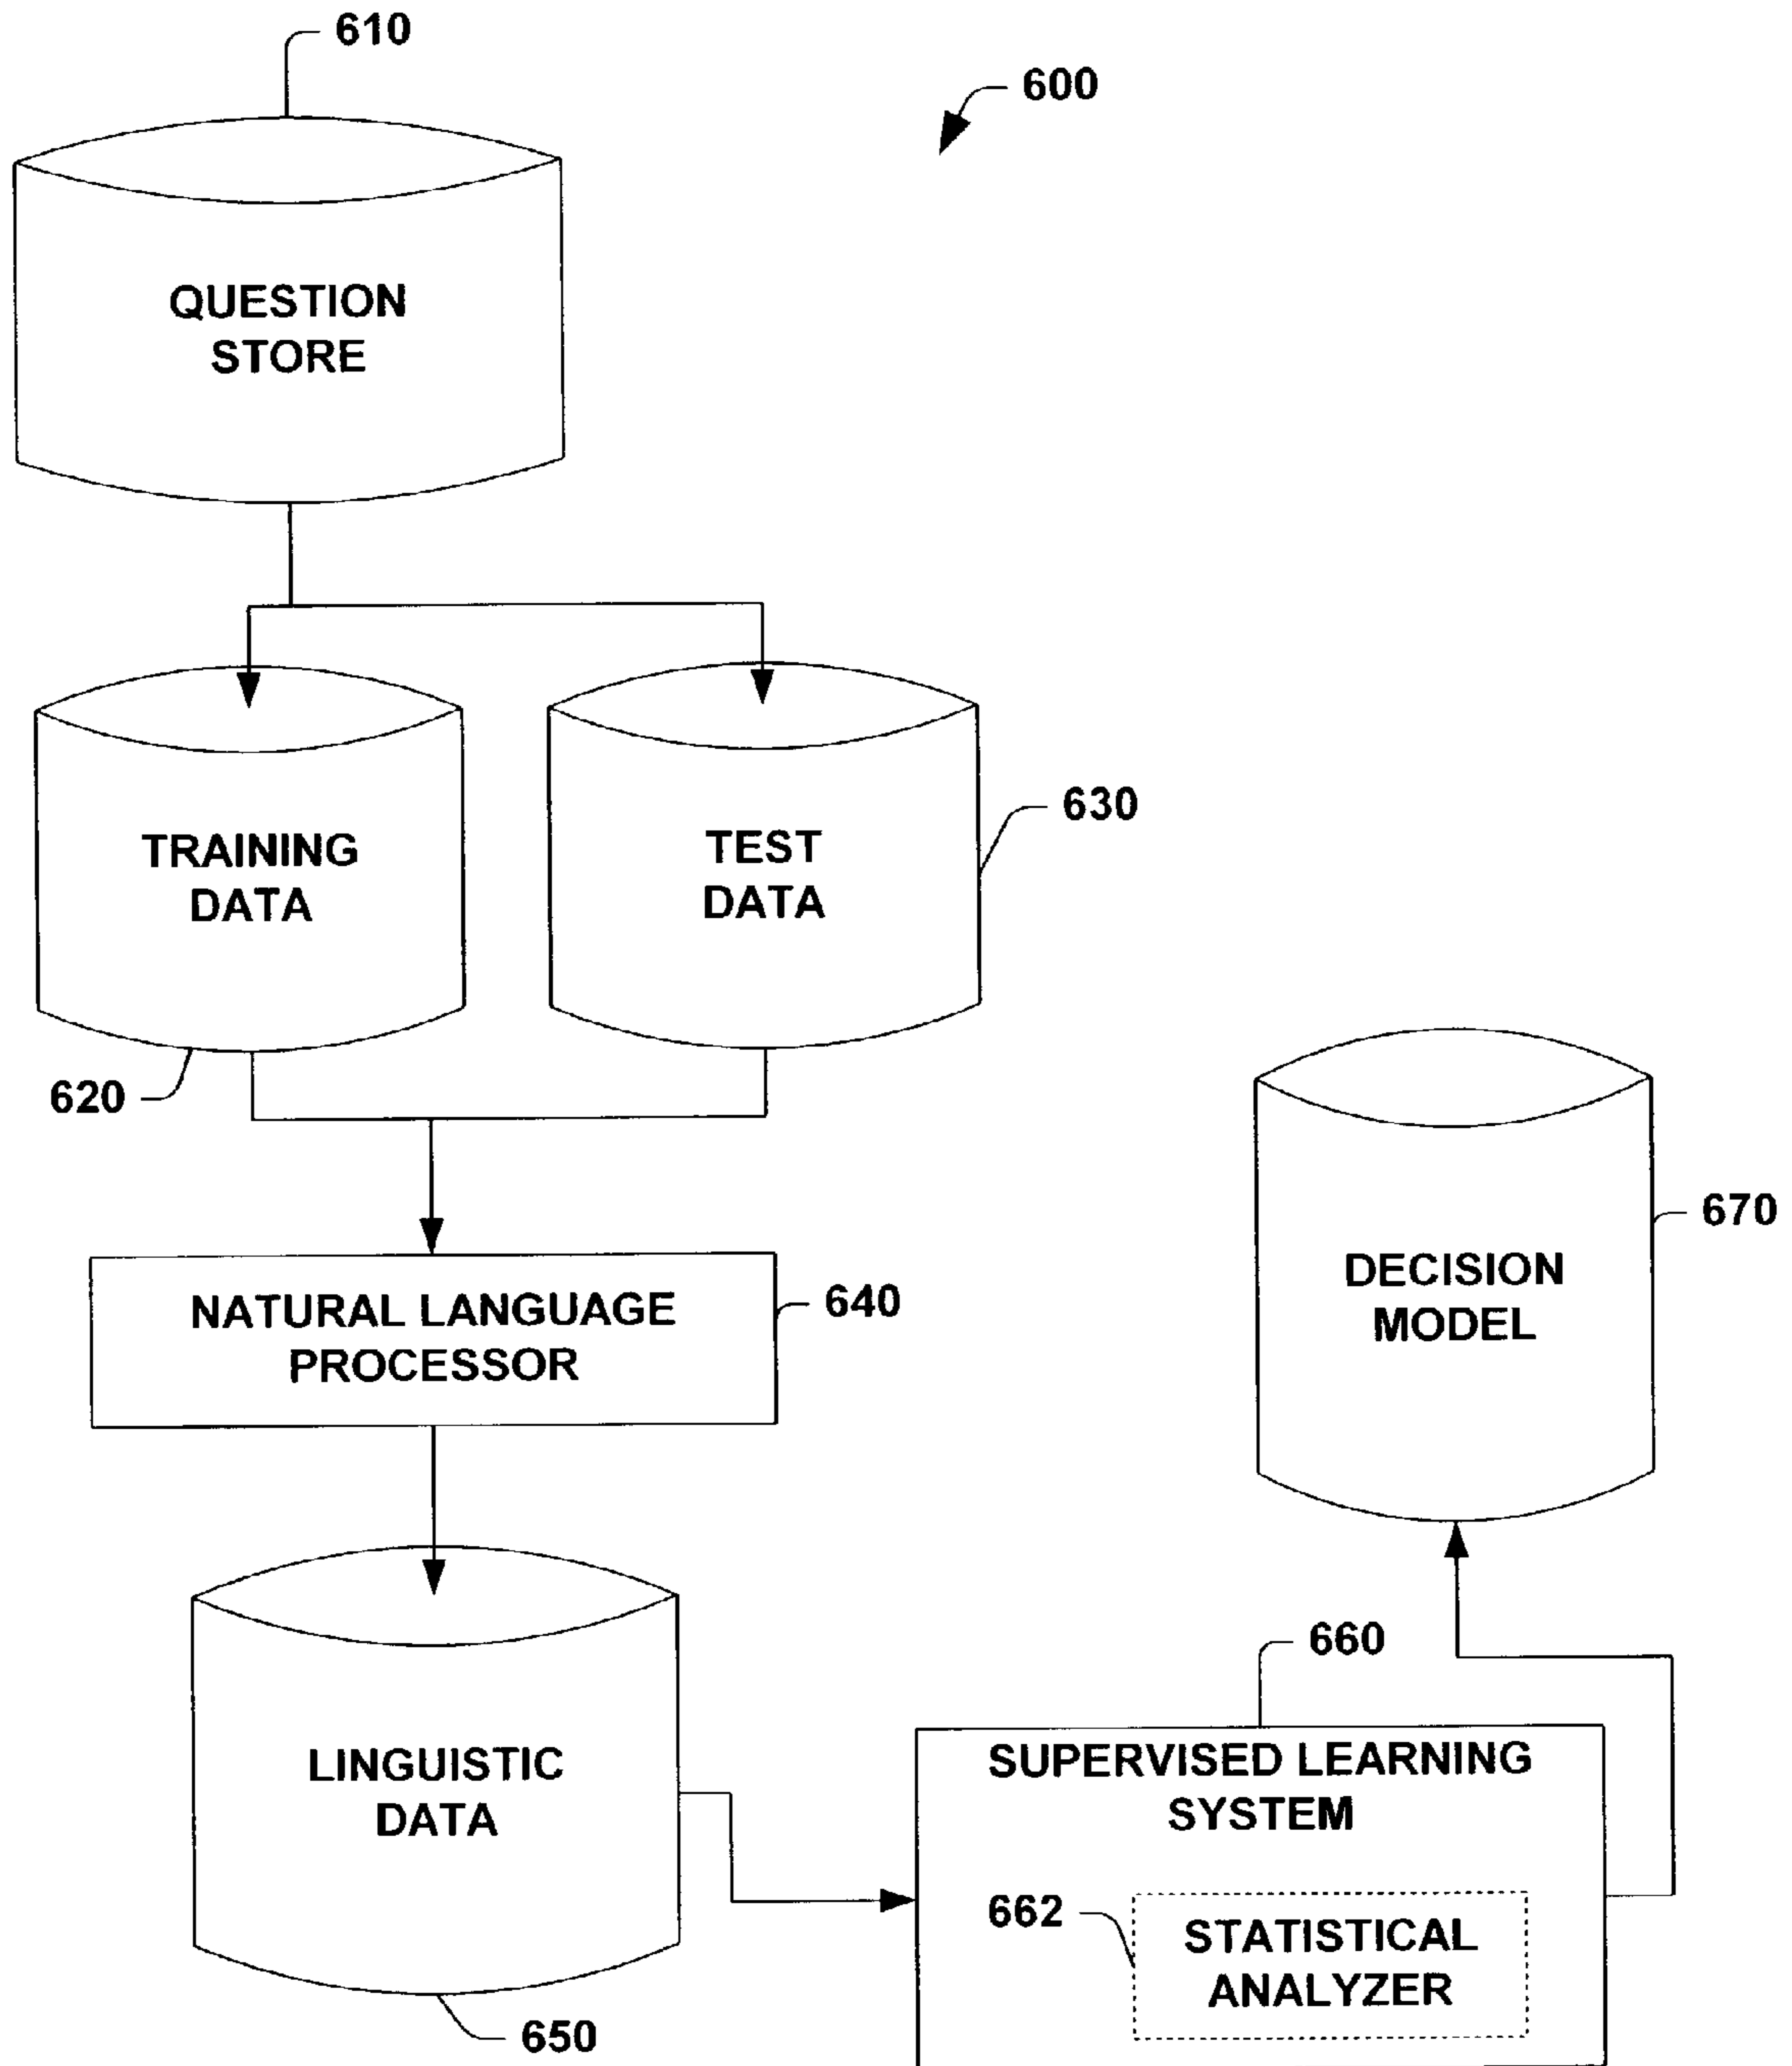 610
600
QUESTION
STORE
TRAINING
DATA
TEST
DATA
630
620
670
DECISION
MODEL
NATURAL LANGUAGE
PROCESSOR
640
660
LINGUISTIC
DATA
SUPERVISED LEARNING
SYSTEM
662
STATISTICAL
ANALYZER
650